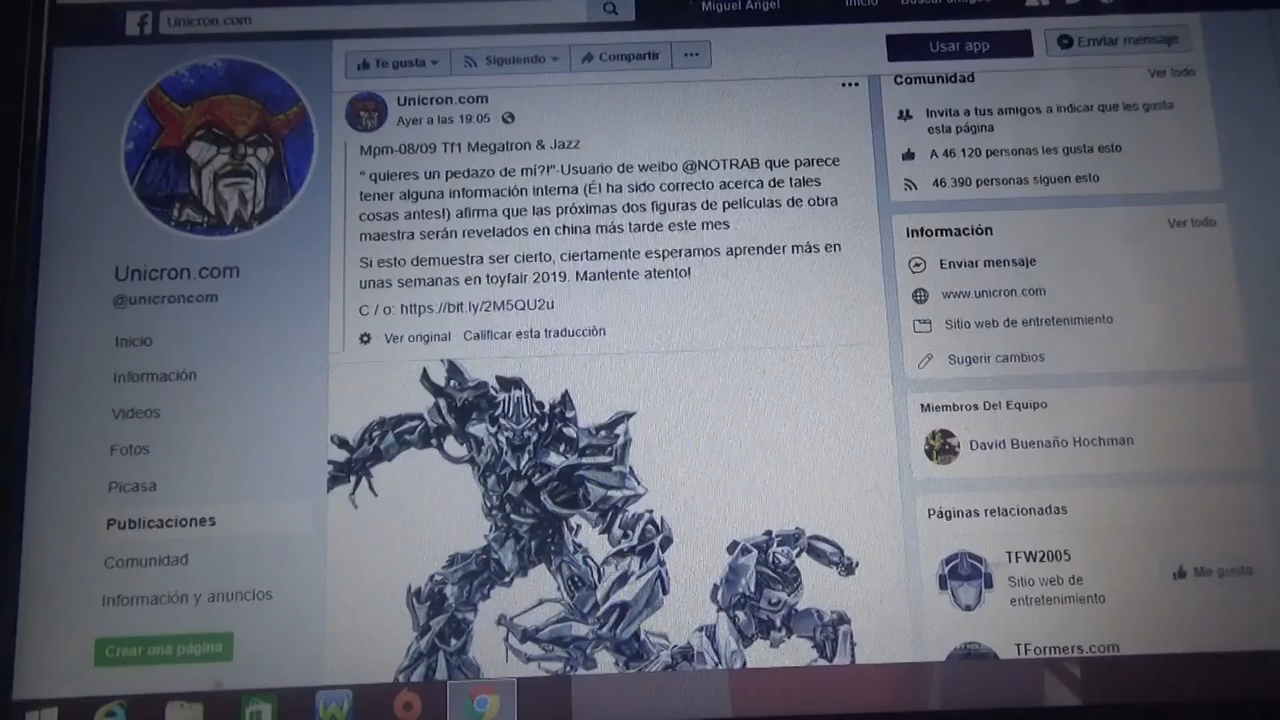 Unicron.com
Miguel Angel
Inicio
Te gusta
Siguiendo
Compartir
Usar app
Enviar mensaje
Unicron.com
@unicroncom
Inicio
Información
Videos
Fotos
Picasa
Publicaciones
Comunidad
Información y anuncios
Crear una página
Unicron.com
Ayer a las 19:05
Mpm-08/09 Tf1 Megatron & Jazz
" quieres un pedazo de mí?!"-Usuario de weibo @NOTRAB que parece
tener alguna información interna (Él ha sido correcto acerca de tales
cosas antes!) afirma que las próximas dos figuras de películas de obra
maestra serán revelados en china más tarde este mes .
Si esto demuestra ser cierto, ciertamente esperamos aprender más en
unas semanas en toyfair 2019. Mantente atento!
C / o: https://bit.ly/2M5QU2u
Ver original Calificar esta traducción
Comunidad
Ver todo
Invita a tus amigos a indicar que les gusta
esta página
A 46.120 personas les gusta esto
46.390 personas siguen esto
Información
Ver todo
Enviar mensaje
www.unicron.com
Sitio web de entretenimiento
Sugerir cambios
Miembros Del Equipo
David Buenaño Hochman
Páginas relacionadas
TFW2005
Sitio web de
entretenimiento
Me gusta
TFormers.com